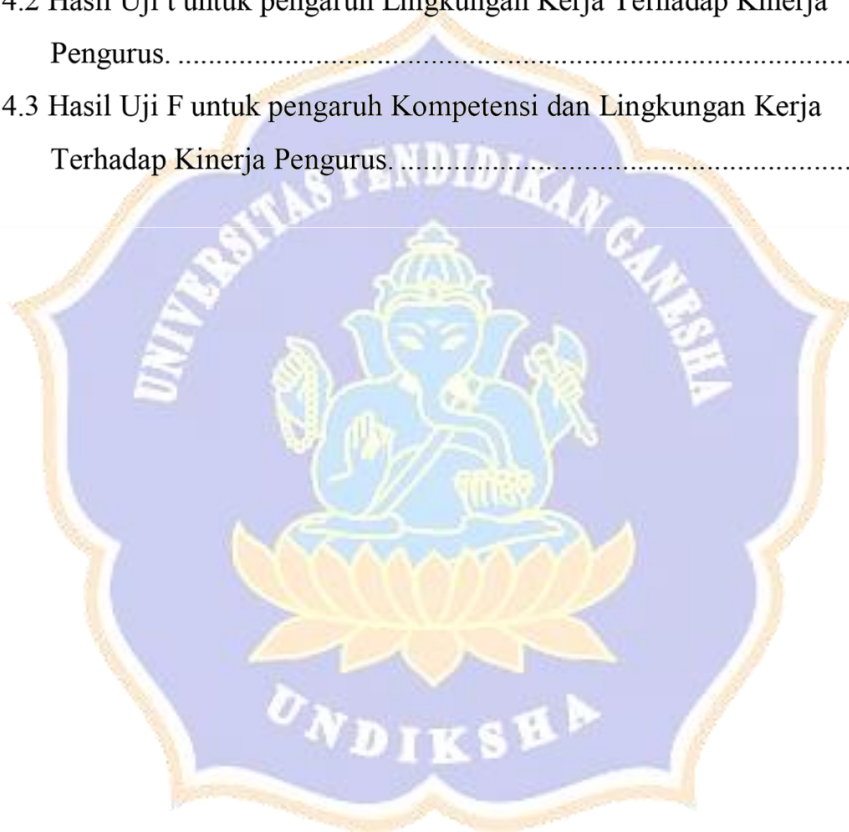 4.2 Hasil Uji t untuk pengaruh Lingkungan Kerja Terhadap Kinerja
Pengurus. ..........................................................................................
4.3 Hasil Uji F untuk pengaruh Kompetensi dan Lingkungan Kerja
Terhadap Kinerja Pengurus. ............................................................
UNIVERSITAS PENDIDIKAN GANESHA
UNDIKSHA